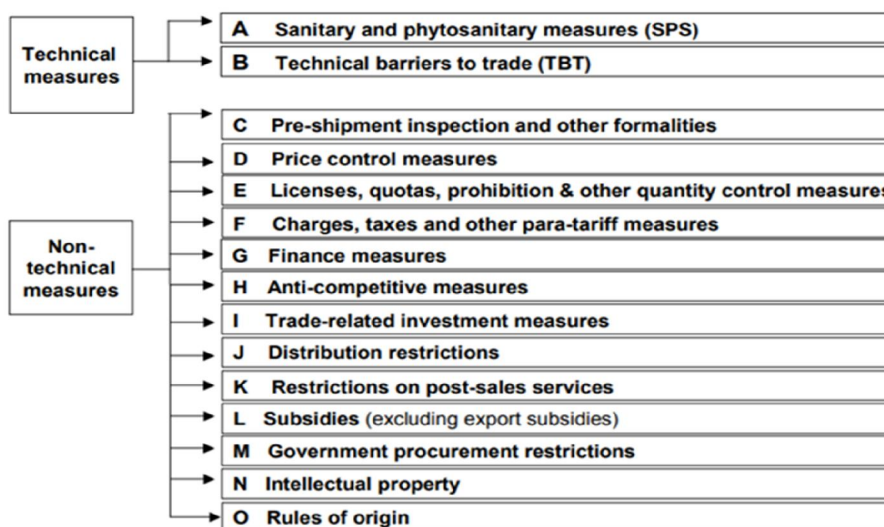 Technical
measures
A Sanitary and phytosanitary measures (SPS)
B Technical barriers to trade (TBT)
Non-
technical
measures
C Pre-shipment inspection and other formalities
D Price control measures
E Licenses, quotas, prohibition & other quantity control measures
F Charges, taxes and other para-tariff measures
G Finance measures
H Anti-competitive measures
I Trade-related investment measures
J Distribution restrictions
K Restrictions on post-sales services
L Subsidies (excluding export subsidies)
M Government procurement restrictions
N Intellectual property
O Rules of origin